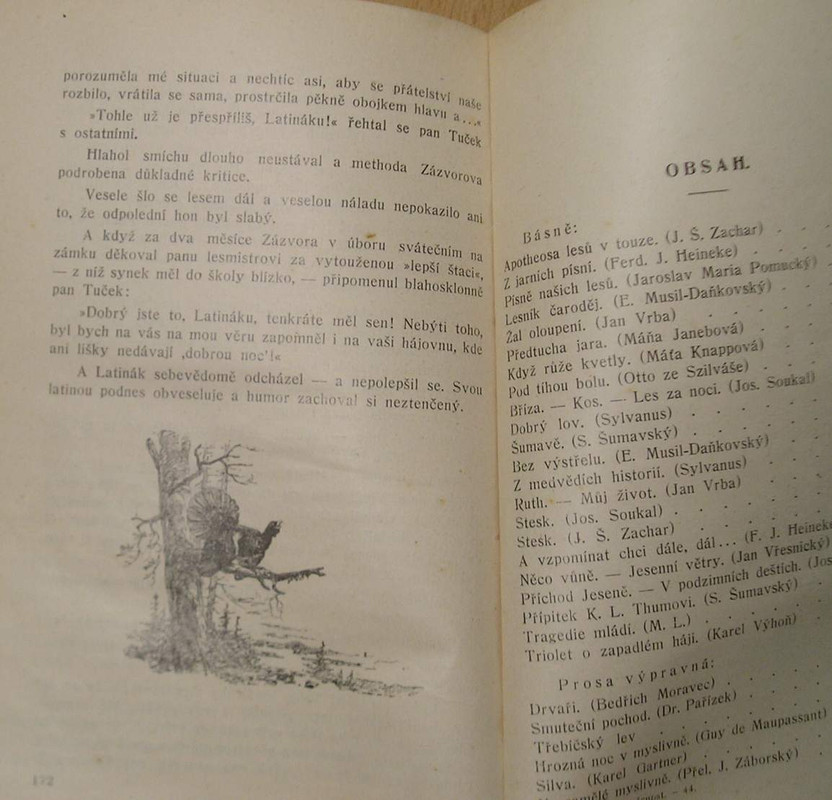 porozuměla mé situaci a nechtíc asi, aby se přátelství naše
rozbilo, vrátila se sama, prostrčila pěkně obojkem hlavu a...“
»Tohle už je přespříliš, Latináku!« řehtal se pan Tuček
s ostatními.
Hlahol smíchu dlouho neustával a methoda Zázvorova
podrobena důkladné kritice.
Vesele šlo se lesem dál a veselou náladu nepokazilo ani
to, že odpolední hon byl slabý.
A když za dva měsíce Zázvora v úboru svátečním na
zámku děkoval panu lesmistrovi za vytouženou »lepší štaci«,
— z níž synek měl do školy blízko, — připomenul blahosklonně
pan Tuček:
»Dobrý jste to, Latináku, tenkráte měl sen! Nebýti toho,
byl bych na vás na mou věru zapomněl i na vaši hájovnu, kde
ani lišky nedávají ‚dobrou noc‘!«
A Latinák sebevědomě odcházel — a nepolepšil se. Svou
latinou podnes obveseluje a humor zachoval si neztenčený.
172
OBSAH.
Básně:
Apotheosa lesů v touze. (J. Š. Zachar) . . .
Z jarních písní. (Ferd. J. Heineke) . . .
Písně našich lesů. (Jaroslav Maria Pomacký) . .
Lesník čaroděj. (E. Musil-Daňkovský) . . .
Žal oloupení. (Jan Vrba) . . .
Předtucha jara. (Máňa Janebová) . . .
Když růže kvetly. (Máťa Knappová) . . .
Pod tíhou bolu. (Otto ze Szilváše) . . .
Bříza. — Kos. — Les za noci. (Jos. Soukal)
Dobrý lov. (Sylvanus) . . .
Šumavě. (S. Šumavský) . . .
Bez výstřelu. (E. Musil-Daňkovský) . .
Z medvědích historií. (Sylvanus) . . .
Ruth. — Můj život. (Jan Vrba) . . .
Stesk. (Jos. Soukal) . . .
Stesk. (J. Š. Zachar) . . .
A vzpomínat chci dále, dál... (F. J. Heineke
Něco vůně. — Jesenní větry. (Jan Vřesnický)
Příchod Jeseně. — V podzimních deštích. (Jos
Přípitek K. L. Thumovi. (S. Šumavský) .
Tragedie mládí. (M. L.) . . .
Triolet o zapadlém háji. (Karel Výhoň) . .
Prosa výpravná:
Drvaři. (Bedřich Moravec) . . .
Smuteční pochod. (Dr. Pařízek) . . .
Třebíčský lev . . .
Hrozná noc v myslivně. (Guy de Maupassant)
Silva. (Karel Gartner) . . .
myslivně. (Přel. J. Záborský) .
— 44.